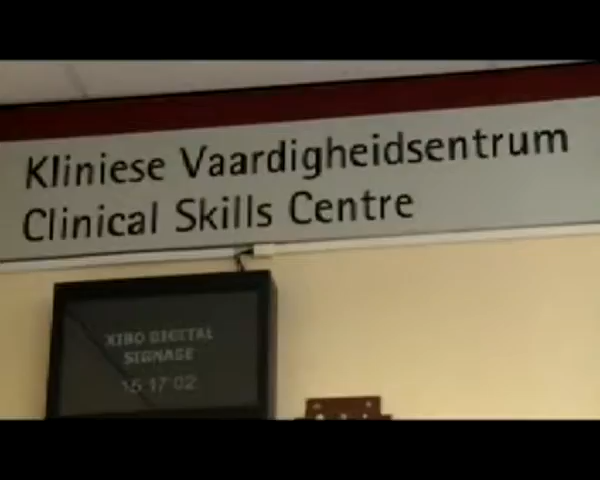 Kliniese Vaardigheidsentrum
Clinical Skills Centre
XIBO DIGITAL
SIGNAGE
15:17:02